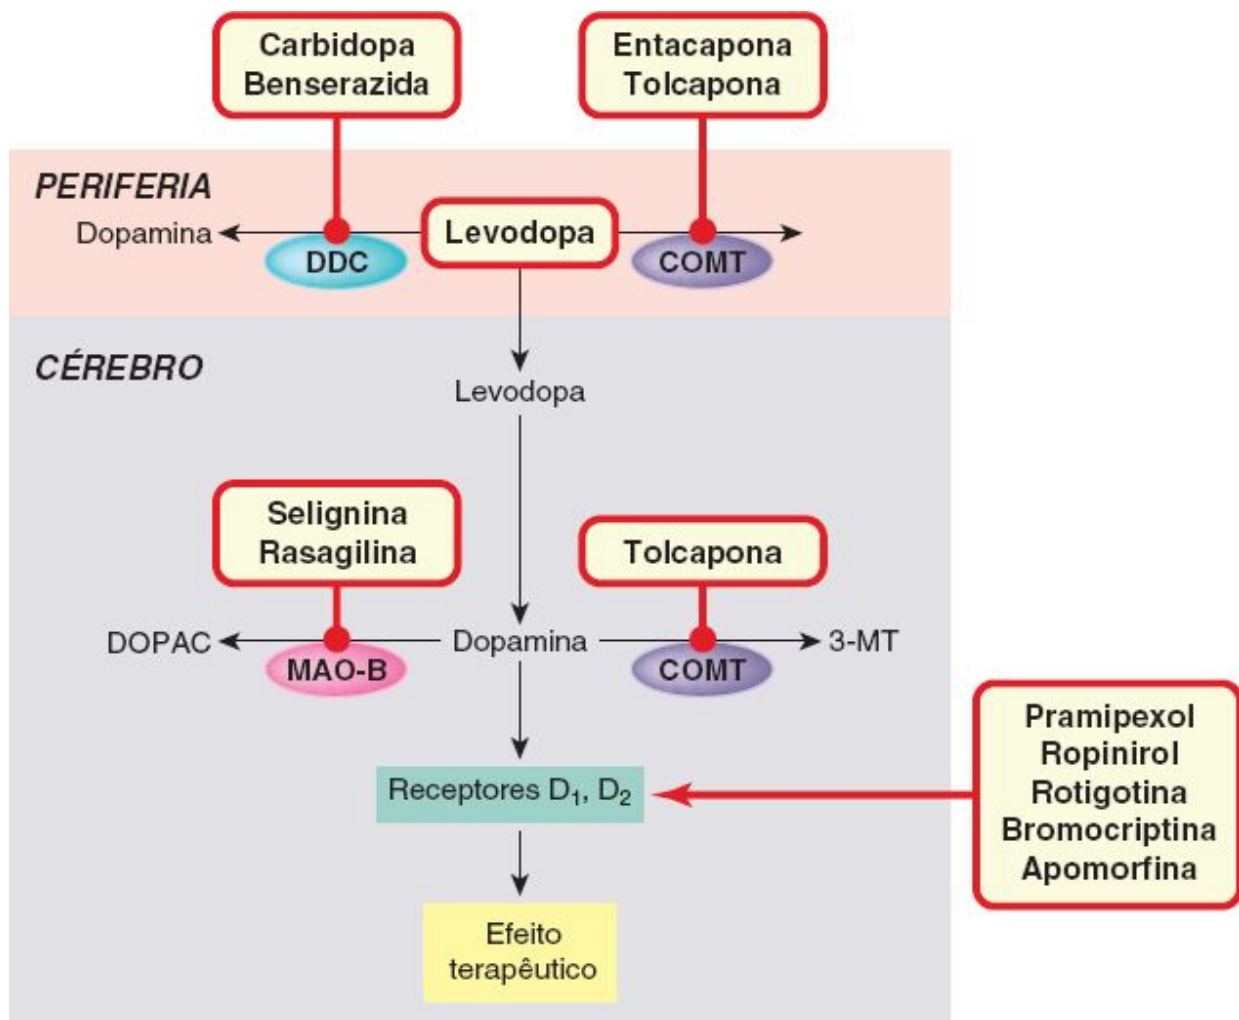 Carbidopa
Benserazida
Entacapona
Tolcapona
PERIFERIA
Dopamina
Levodopa
DDC
COMT
CÉREBRO
Levodopa
Selignina
Rasagilina
Tolcapona
DOPAC
Dopamina
3-MT
MAO-B
COMT
Pramipexol
Ropinirol
Rotigotina
Bromocriptina
Apomorfina
Receptores D₁, D₂
Efeito
terapêutico